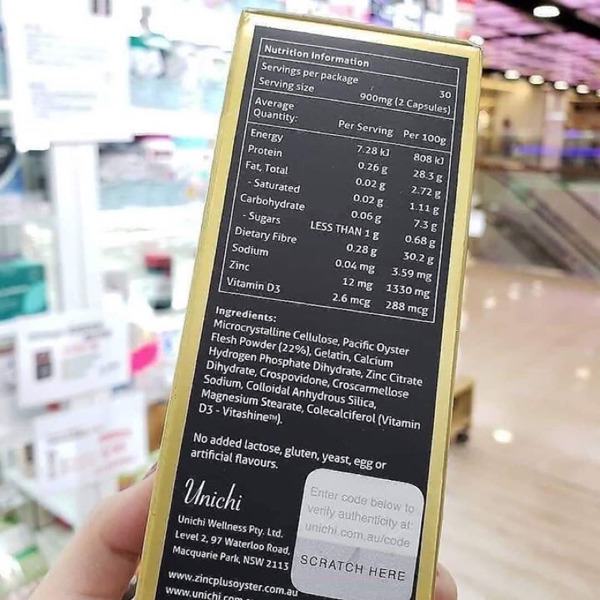 Nutrition Information
Servings per package 30
Serving size 900mg (2 Capsules)
Average Quantity: Per Serving Per 100g
Energy 7.28 kJ 808 kJ
Protein 0.26 g 28.3 g
Fat, Total 0.02 g 2.72 g
- Saturated 0.02 g 1.11 g
Carbohydrate 0.06 g 7.3 g
- Sugars LESS THAN 1 g 0.68 g
Dietary Fibre 0.28 g 30.2 g
Sodium 0.04 mg 3.59 mg
Zinc 12 mg 1330 mg
Vitamin D3 2.6 mcg 288 mcg
Ingredients:
Microcrystalline Cellulose, Pacific Oyster
Flesh Powder (22%), Gelatin, Calcium
Hydrogen Phosphate Dihydrate, Zinc Citrate
Dihydrate, Crospovidone, Croscarmellose
Sodium, Colloidal Anhydrous Silica,
Magnesium Stearate, Colecalciferol (Vitamin
D3 - Vitashine™).
No added lactose, gluten, yeast, egg or
artificial flavours.
Unichi
Unichi Wellness Pty. Ltd.
Level 2, 97 Waterloo Road,
Macquarie Park, NSW 2113
www.zincplusoyster.com.au
www.unichi.com
Enter code below to
verify authenticity at
unichi.com.au/code
SCRATCH HERE